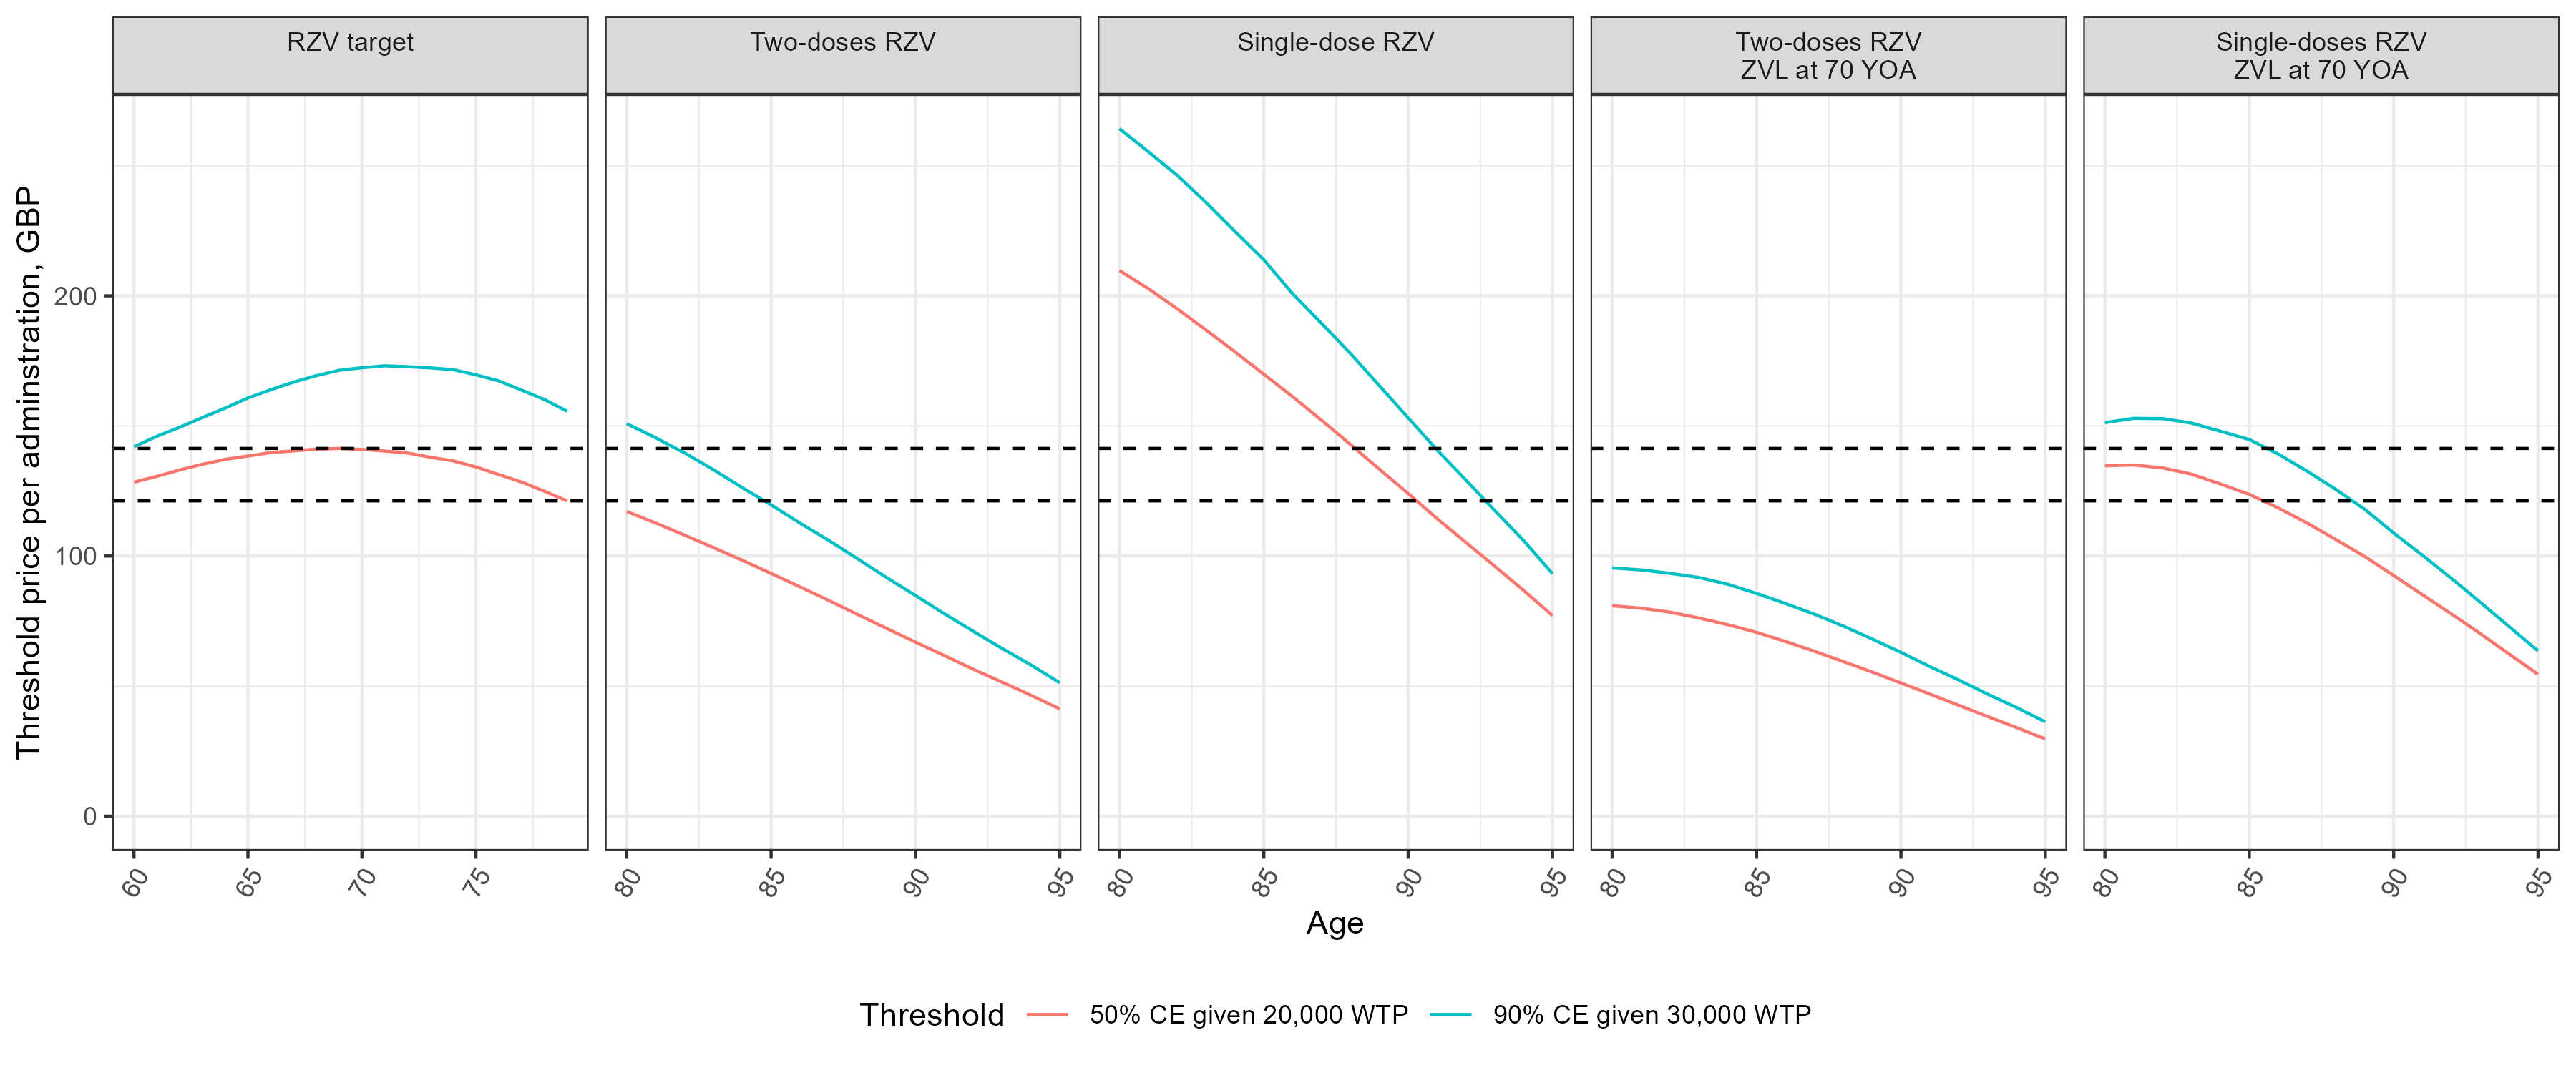 RZV target
Two-doses RZV
Single-dose RZV
Two-doses RZV
ZVL at 70 YOA
Single-doses RZV
ZVL at 70 YOA
Threshold price per adminstration, GBP
200
100
0
60 65 70 75
80 85 90 95
80 85 90 95
80 85 90 95
80 85 90 95
Age
Threshold 50% CE given 20,000 WTP 90% CE given 30,000 WTP